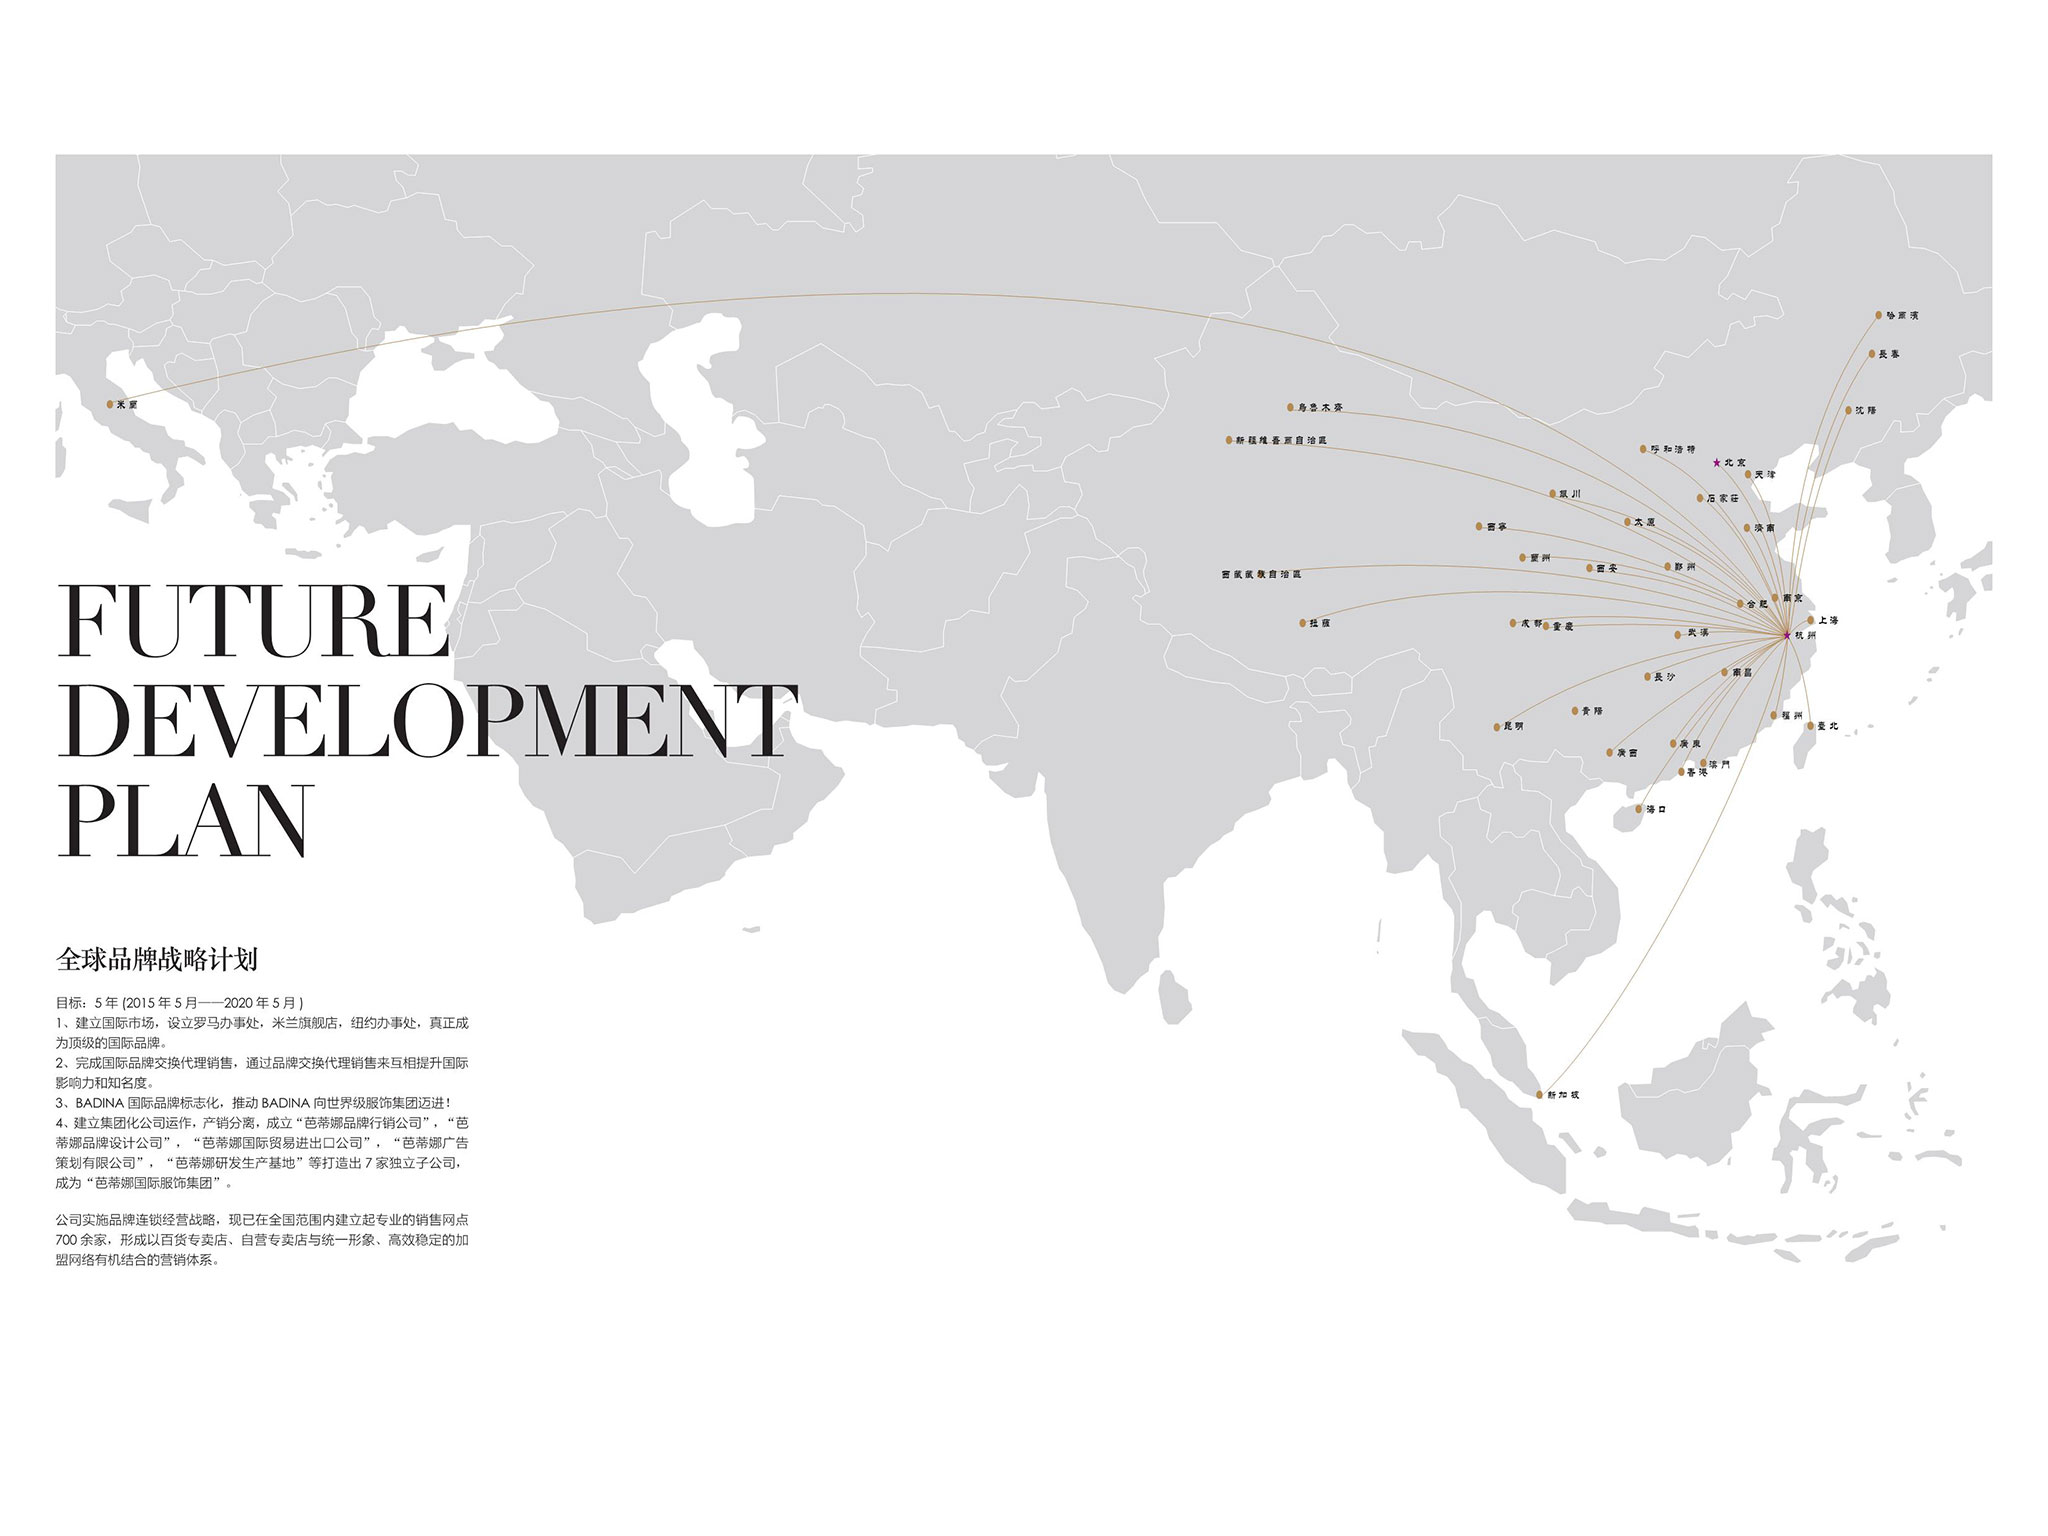 FUTURE
DEVELOPMENT
PLAN
全球品牌战略计划
目标：5 年 (2015 年 5 月——2020 年 5 月 )
1、建立国际市场，设立罗马办事处，米兰旗舰店，纽约办事处，真正成
为顶级的国际品牌。
2、完成国际品牌交换代理销售，通过品牌交换代理销售来互相提升国际
影响力和知名度。
3、BADINA 国际品牌标志化，推动 BADINA 向世界级服饰集团迈进！
4、建立集团化公司运作，产销分离，成立“芭蒂娜品牌行销公司”，“芭
蒂娜品牌设计公司”，“芭蒂娜国际贸易进出口公司”，“芭蒂娜广告
策划有限公司”，“芭蒂娜研发生产基地”等打造出 7 家独立子公司，
成为“芭蒂娜国际服饰集团”。
公司实施品牌连锁经营战略，现已在全国范围内建立起专业的销售网点
700 余家，形成以百货专卖店、自营专卖店与统一形象、高效稳定的加
盟网络有机结合的营销体系。
哈爾濱
長春
米蘭
烏魯木齊
沈陽
新疆維吾爾自治區
呼和浩特
北京
天津
銀川
石家莊
太原
西寧
濟南
蘭州
西安
鄭州
自治區
南京
合肥
上海
拉薩
成都
重慶
武漢
杭州
南昌
長沙
貴陽
福州
昆明
臺北
廣東
廣西
澳門
香港
海口
新加坡